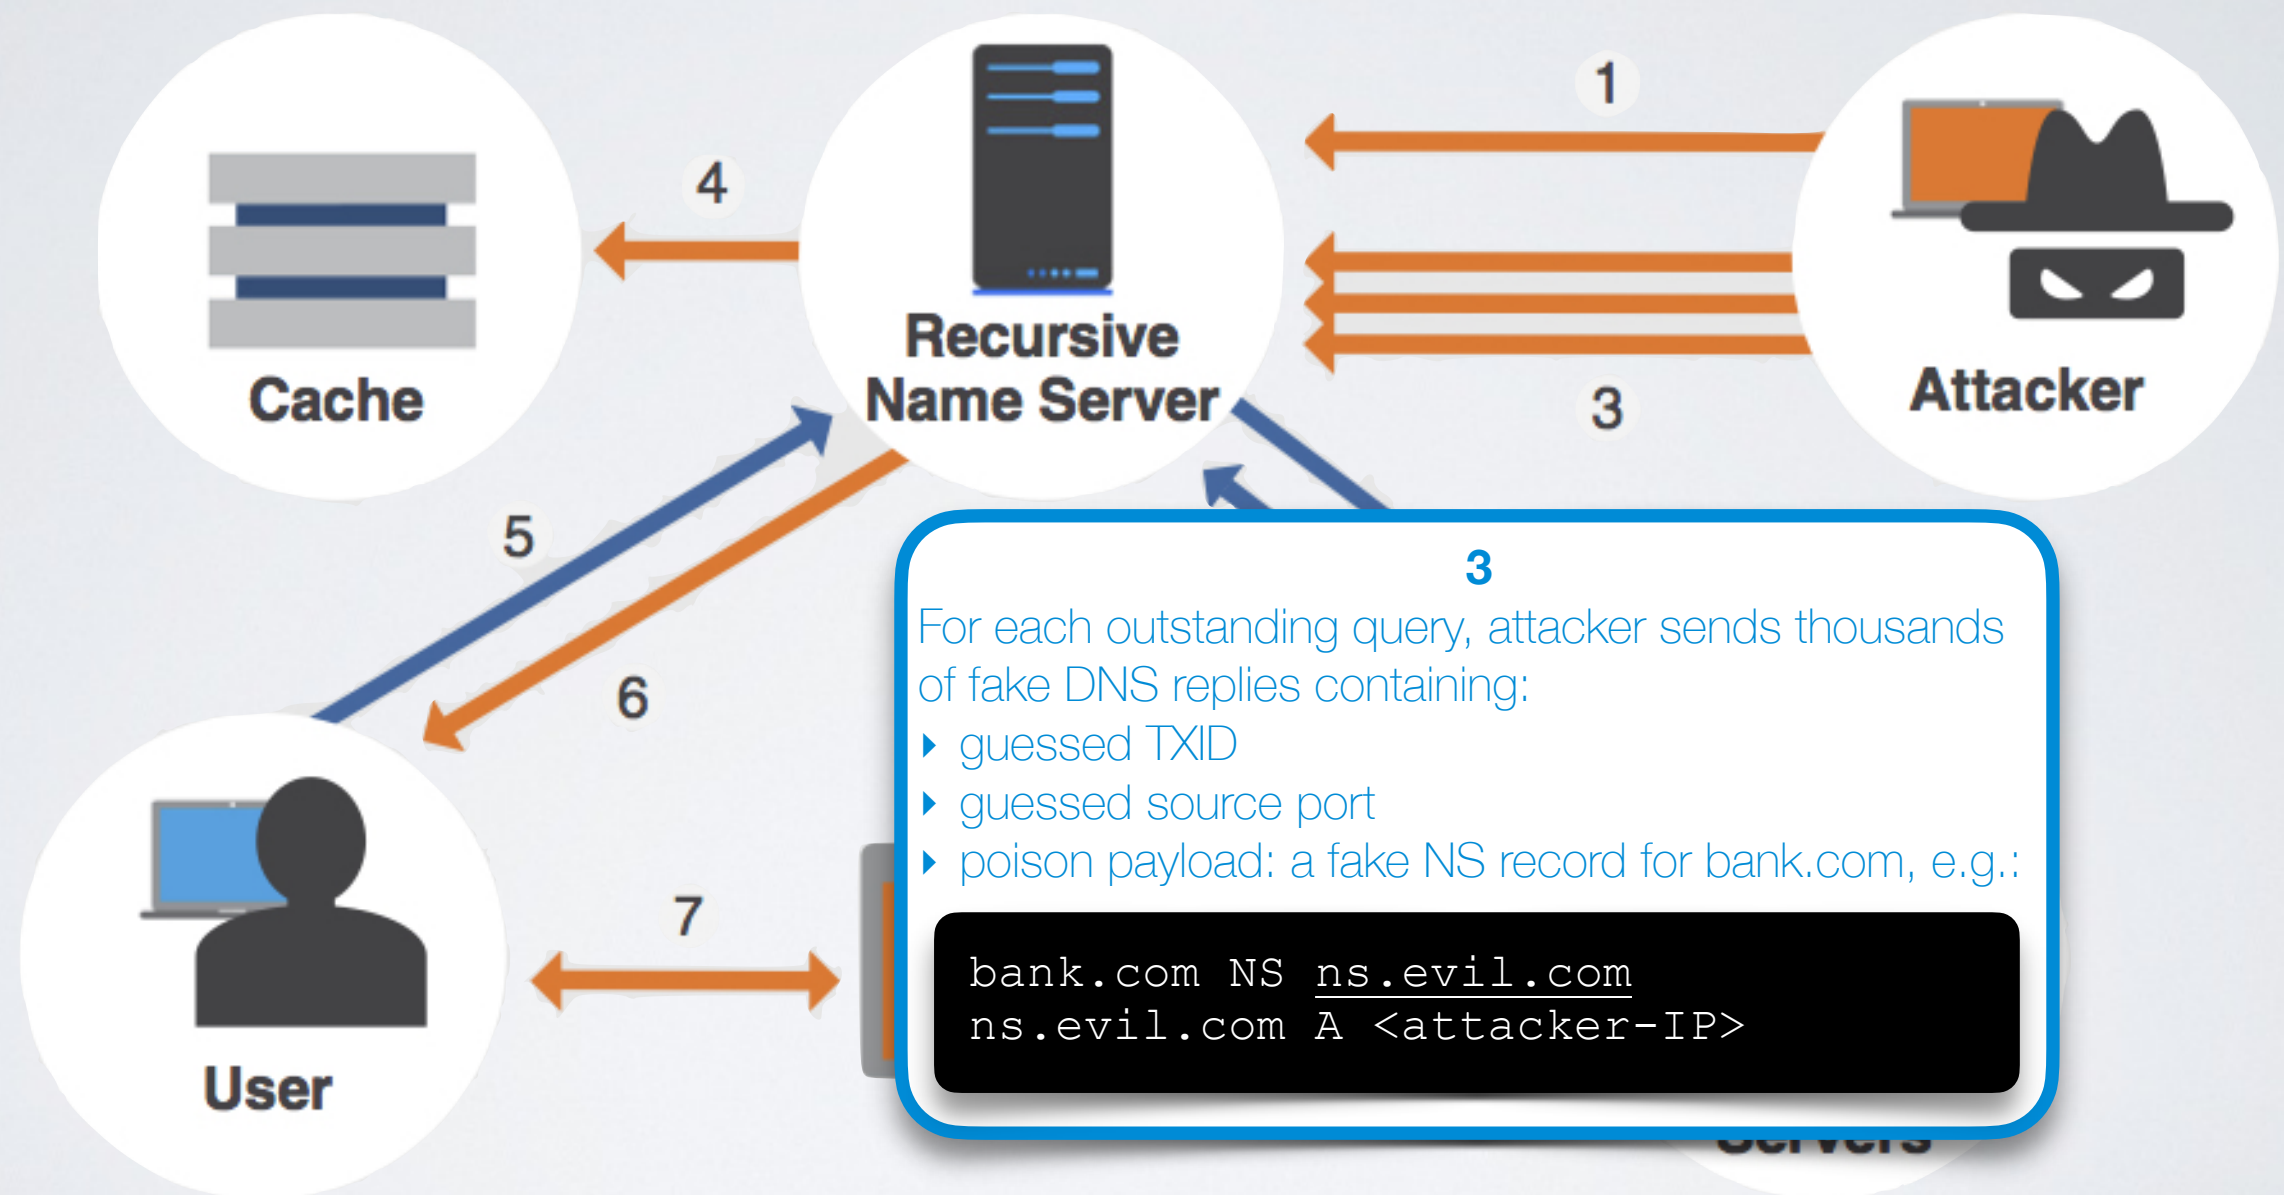 1
4
Recursive
Name Server
Cache
Attacker
3
5
6
3
For each outstanding query, attacker sends thousands
of fake DNS replies containing:
‣ guessed TXID
‣ guessed source port
‣ poison payload: a fake NS record for bank.com, e.g.:
7
bank.com NS ns.evil.com
ns.evil.com A <attacker-IP>
User
Servers